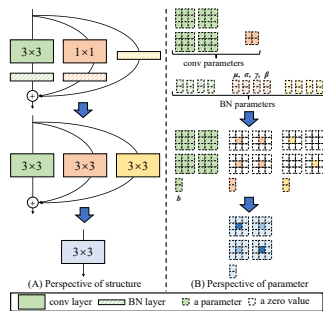 3×3
1×1
conv parameters
μ, σ, γ, β
BN parameters
3×3
3×3
3×3
b
3×3
(A) Perspective of structure
(B) Perspective of parameter
conv layer
BN layer
a parameter
a zero value